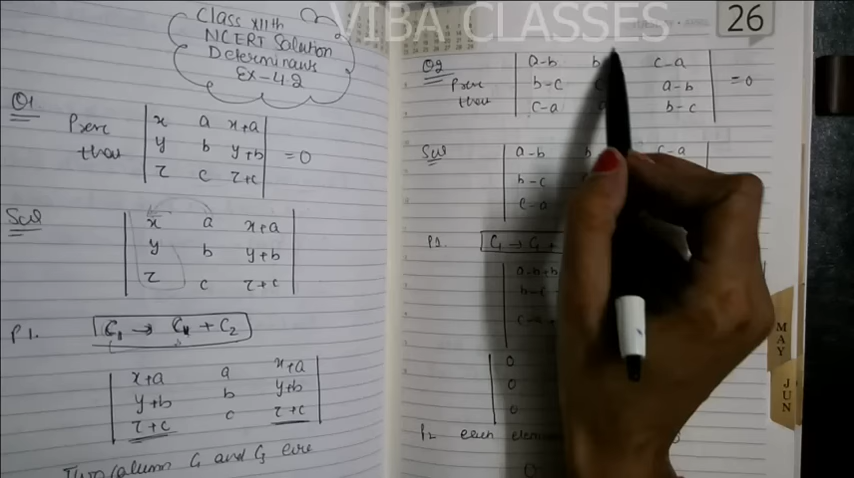 VIBA CLASSES
26
Class XIIth
NCERT Solution
Determinants
Ex-4.2
Q1
Prove that
x a x+a
y b y+b
z c z+c
=0
Sol
x a x+a
y b y+b
z c z+c
P1.
C1 → C1 + C2
x+a a x+a
y+b b y+b
z+c c z+c
Two column C1 and C3 are
Q2
Prove that
a-b b c-a
b-c c a-b
c-a a b-c
=0
Sol
a-b b c-a
b-c
c-a
P1.
C1 → C1 +
a-b+b
b-c
0
0
0
P2 each
MAY
JUN